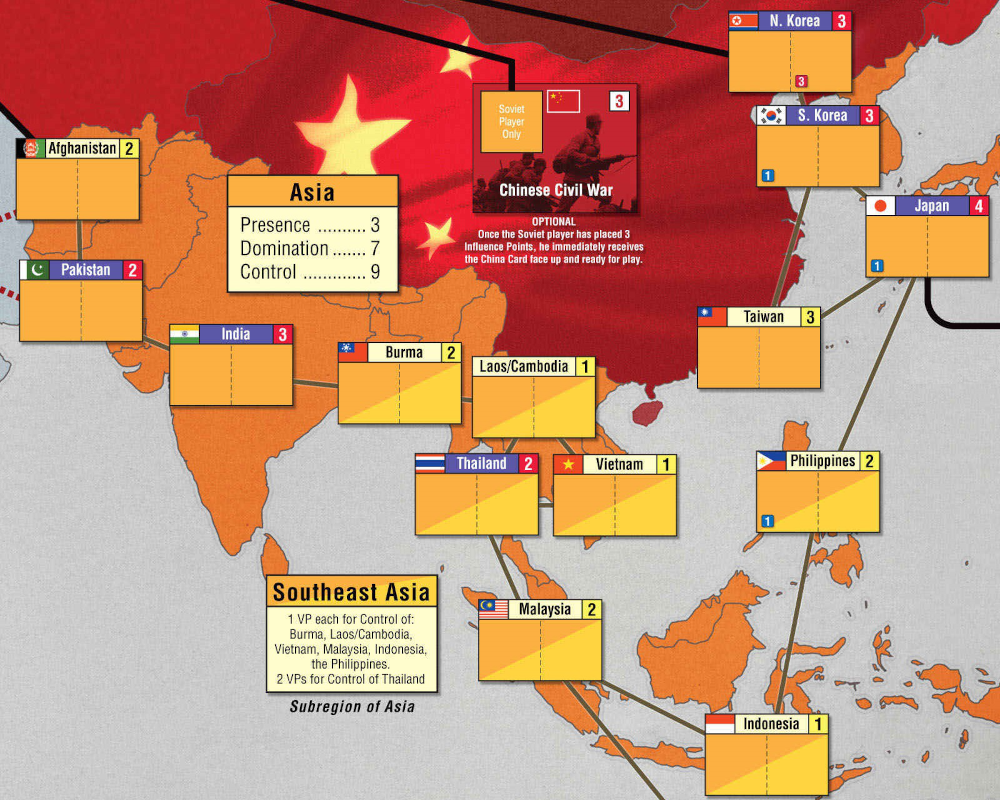 N. Korea 3
3
Soviet
Player
Only
3
S. Korea 3
1
Afghanistan 2
Chinese Civil War
Asia
Presence ......... 3
Domination ....... 7
Control ............. 9
Japan 4
1
OPTIONAL
Once the Soviet player has placed 3
Influence Points, he immediately receives
the China Card face up and ready for play.
Pakistan 2
Taiwan 3
India 3
Burma 2
Laos/Cambodia 1
Thailand 2
Vietnam 1
Philippines 2
1
Southeast Asia
1 VP each for Control of:
Burma, Laos/Cambodia,
Vietnam, Malaysia, Indonesia,
the Philippines.
2 VPs for Control of Thailand
Subregion of Asia
Malaysia 2
Indonesia 1